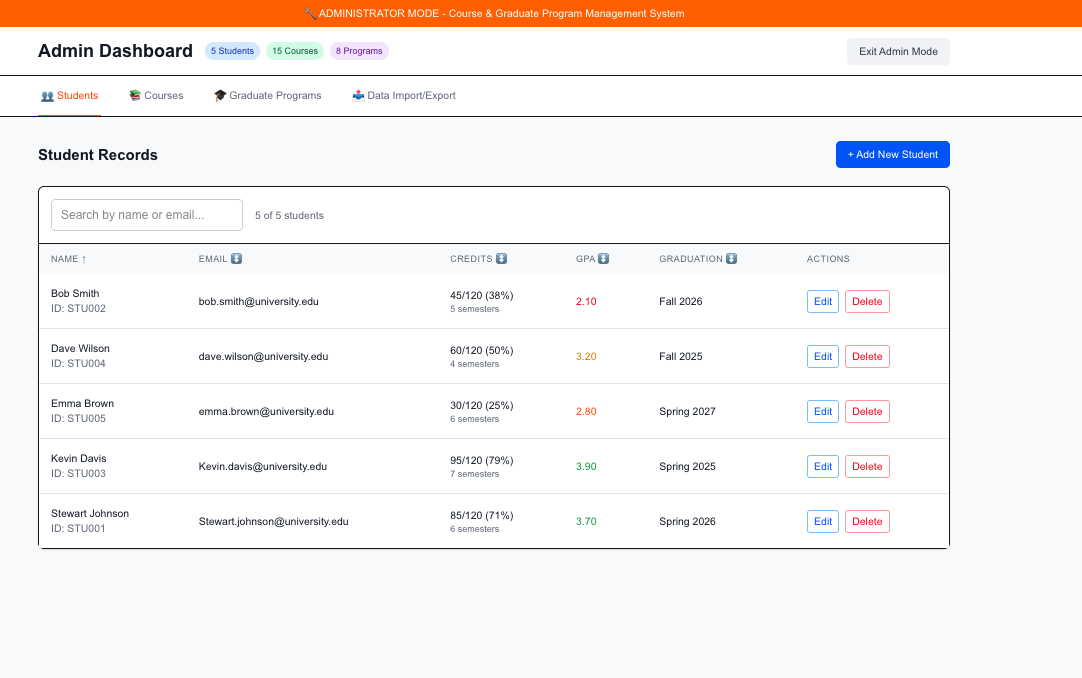 🔧 ADMINISTRATOR MODE - Course & Graduate Program Management System
Admin Dashboard 5 Students 15 Courses 8 Programs Exit Admin Mode
👥 Students 📚 Courses 🎓 Graduate Programs 📤 Data Import/Export
Student Records + Add New Student
Search by name or email... 5 of 5 students
NAME ↑ EMAIL ↕️ CREDITS ↕️ GPA ↕️ GRADUATION ↕️ ACTIONS
Bob Smith
ID: STU002
bob.smith@university.edu
45/120 (38%)
5 semesters
2.10
Fall 2026
Edit Delete
Dave Wilson
ID: STU004
dave.wilson@university.edu
60/120 (50%)
4 semesters
3.20
Fall 2025
Edit Delete
Emma Brown
ID: STU005
emma.brown@university.edu
30/120 (25%)
6 semesters
2.80
Spring 2027
Edit Delete
Kevin Davis
ID: STU003
Kevin.davis@university.edu
95/120 (79%)
7 semesters
3.90
Spring 2025
Edit Delete
Stewart Johnson
ID: STU001
Stewart.johnson@university.edu
85/120 (71%)
6 semesters
3.70
Spring 2026
Edit Delete